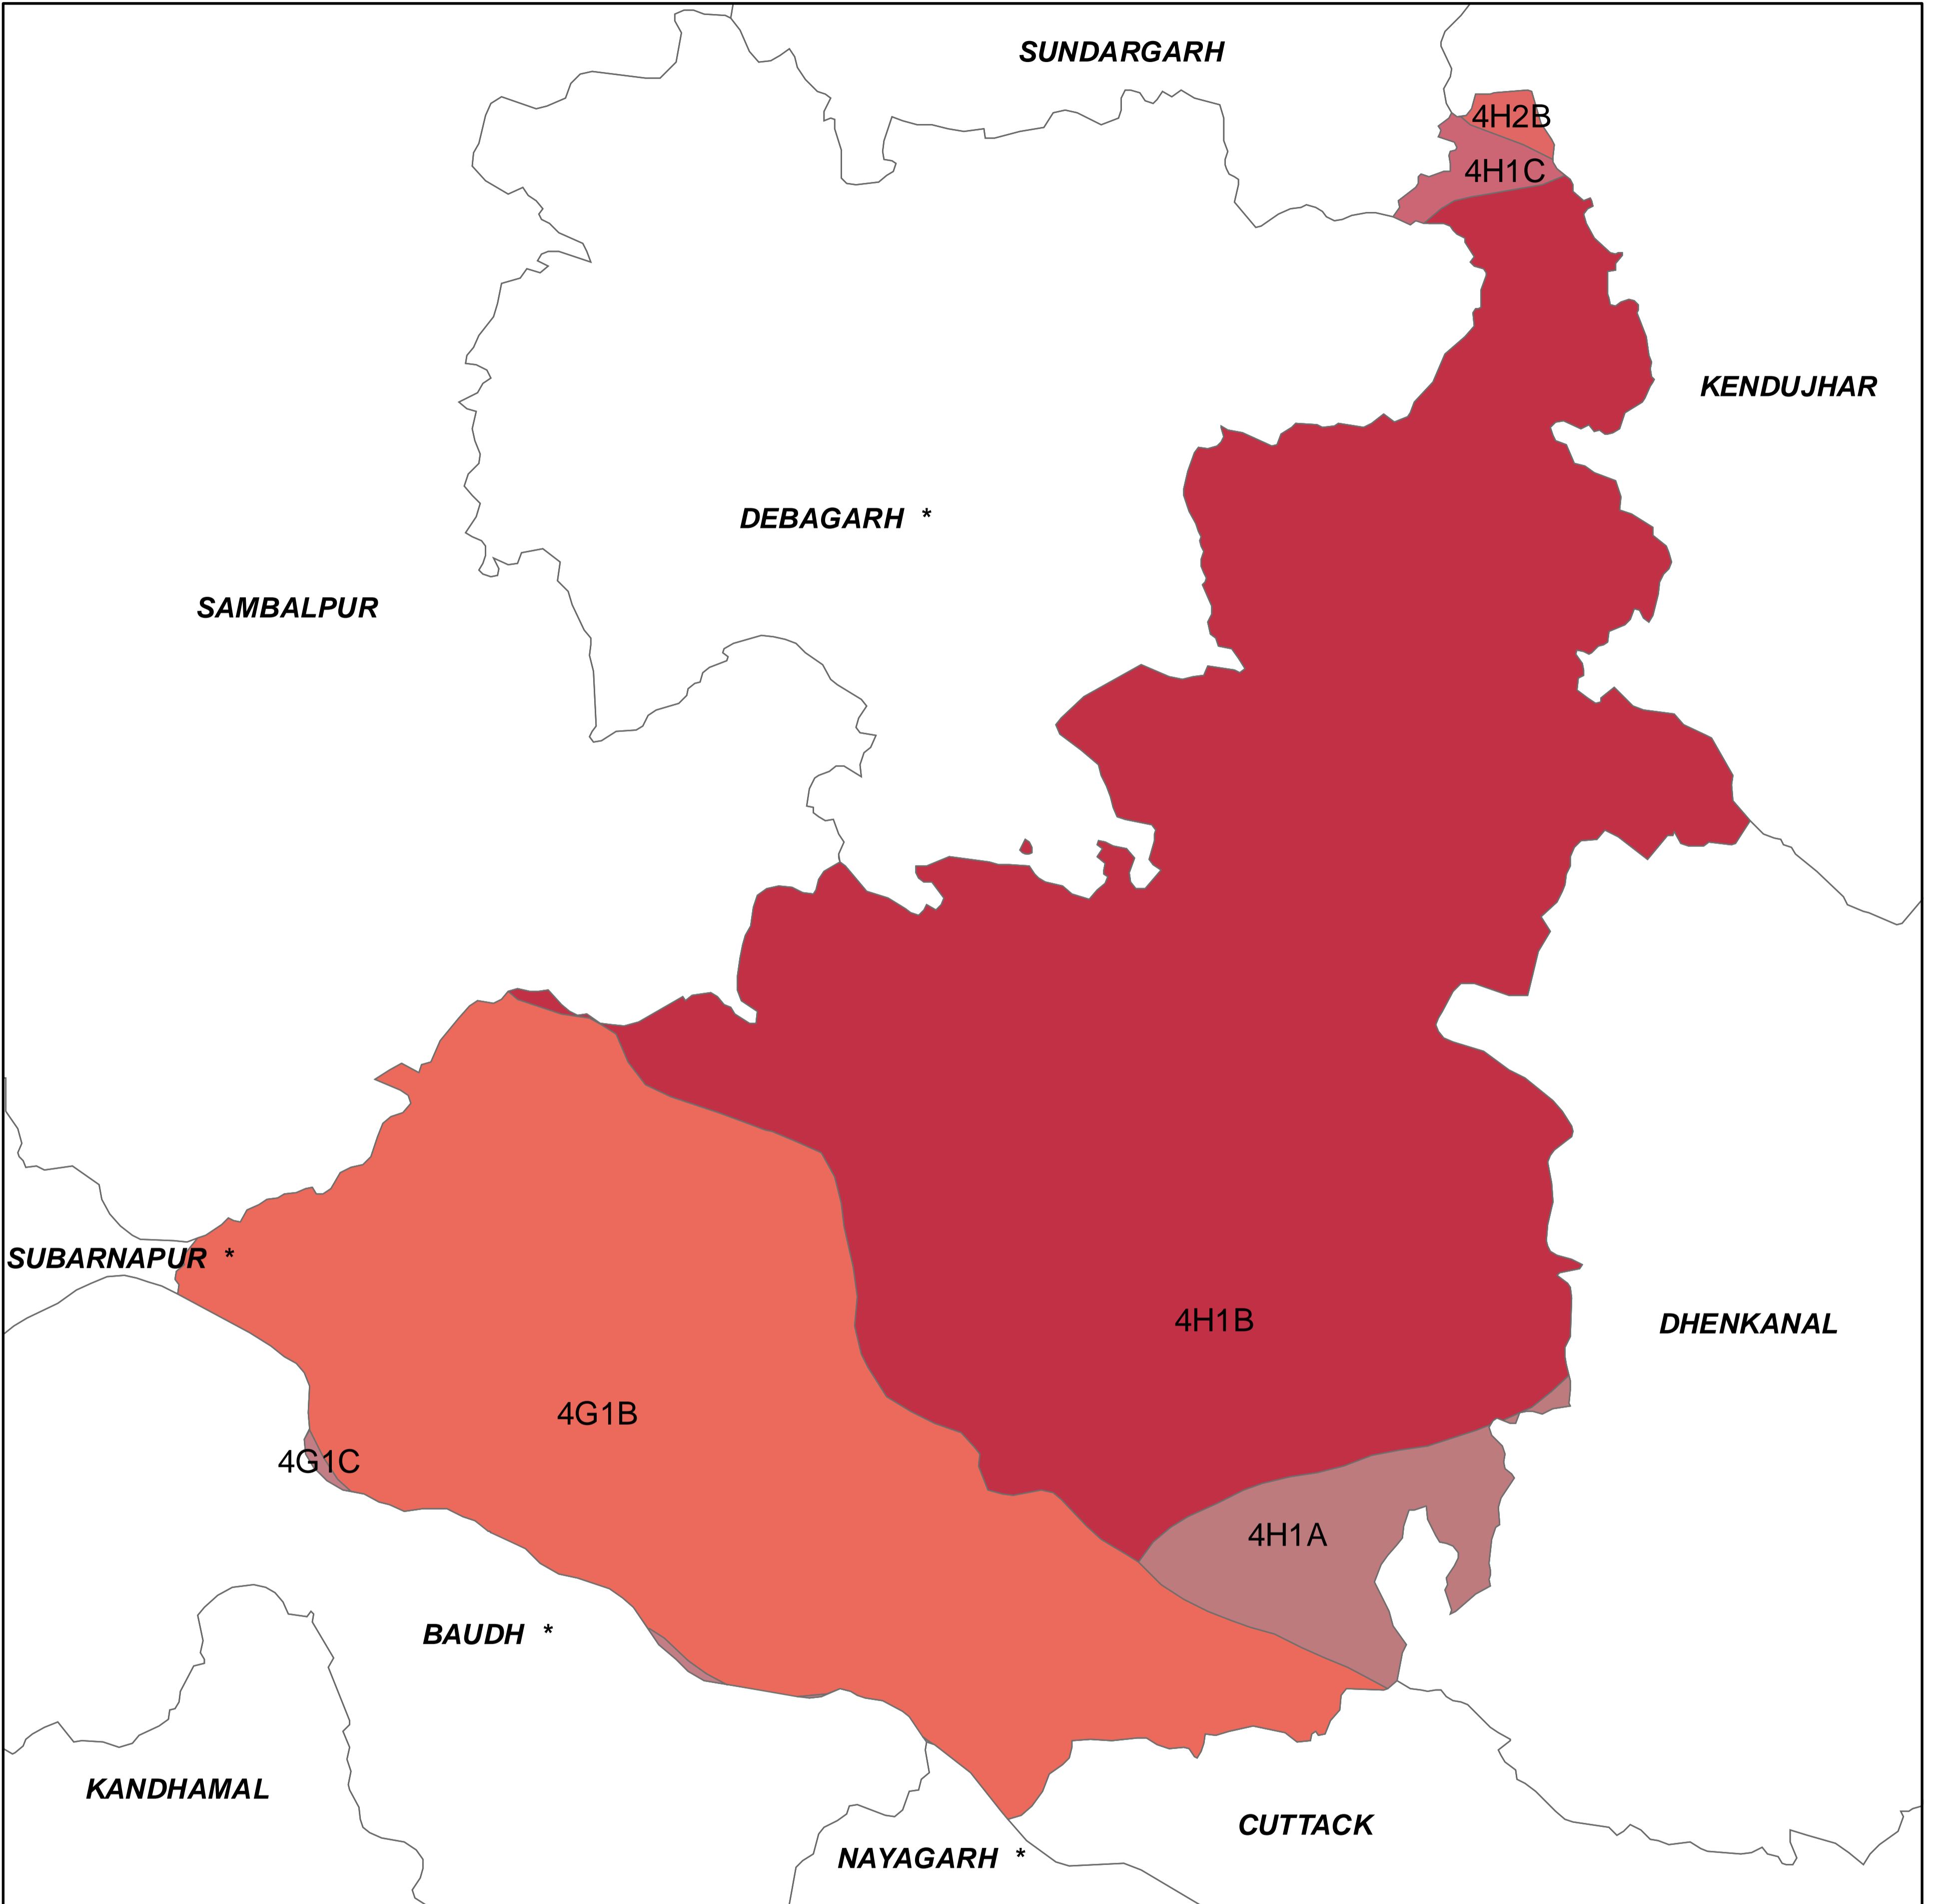 SUNDARGARH
4H2B
4H1C
KENDUJHAR
DEBAGARH *
SAMBALPUR
SUBARNAPUR *
4H1B
DHENKANAL
4G1B
4G1C
4H1A
BAUDH *
KANDHAMAL
CUTTACK
NAYAGARH *